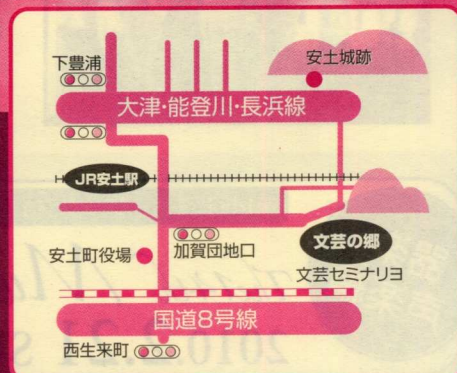 下豊浦
安土城跡
大津・能登川・長浜線
JR安土駅
安土町役場
加賀団地口
文芸の郷
文芸セミナリヨ
国道8号線
西生来町